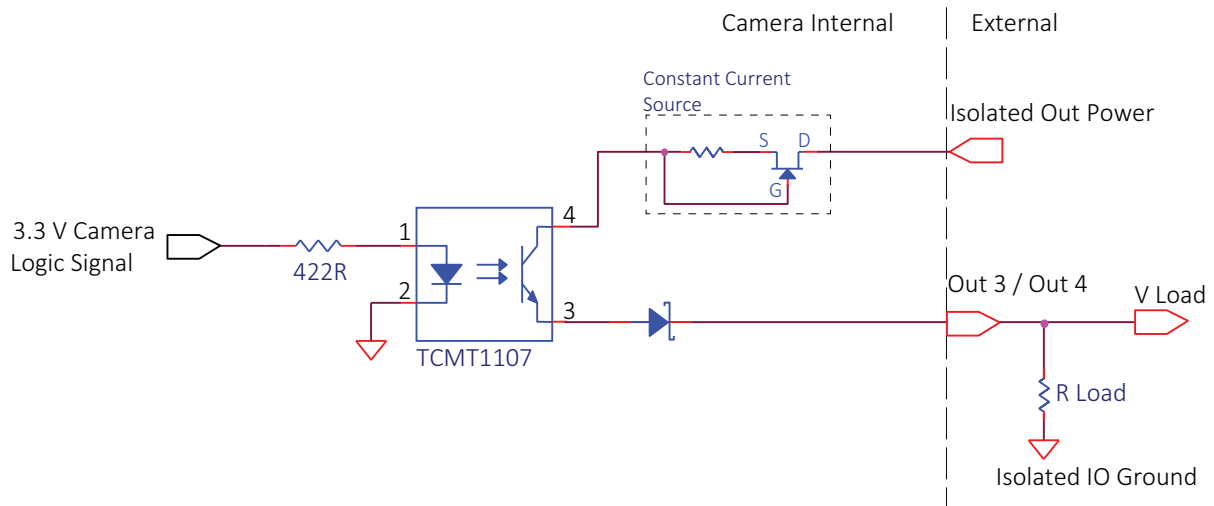 Camera Internal
External
Constant Current
Source
Isolated Out Power
S
D
G
4
3.3 V Camera
Logic Signal
1
422R
2
3
Out 3 / Out 4
V Load
TCMT1107
R Load
Isolated IO Ground